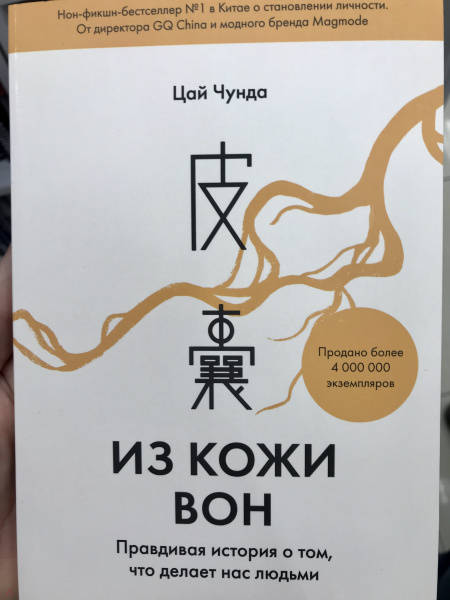 Нон-фикшн-бестселлер №1 в Китае о становлении личности.
От директора GQ China и модного бренда Magmode
Цай Чунда
皮
囊
Продано более
4 000 000
экземпляров
ИЗ КОЖИ
ВОН
Правдивая история о том,
что делает нас людьми